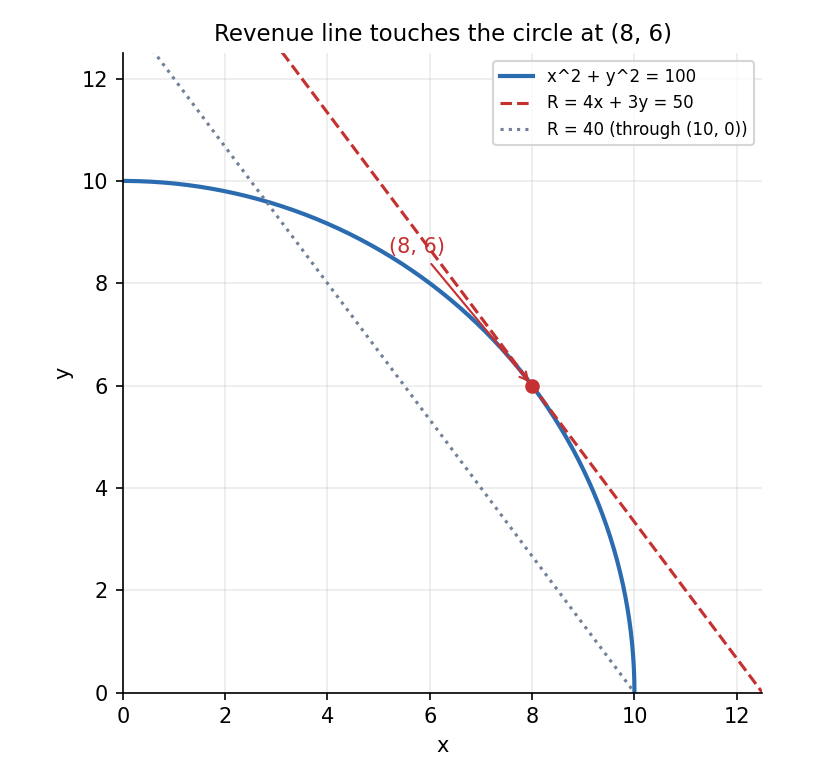 Revenue line touches the circle at (8, 6)
x^2 + y^2 = 100
R = 4x + 3y = 50
R = 40 (through (10, 0))
(8, 6)
y
12
10
8
6
4
2
0
0 2 4 6 8 10 12
x